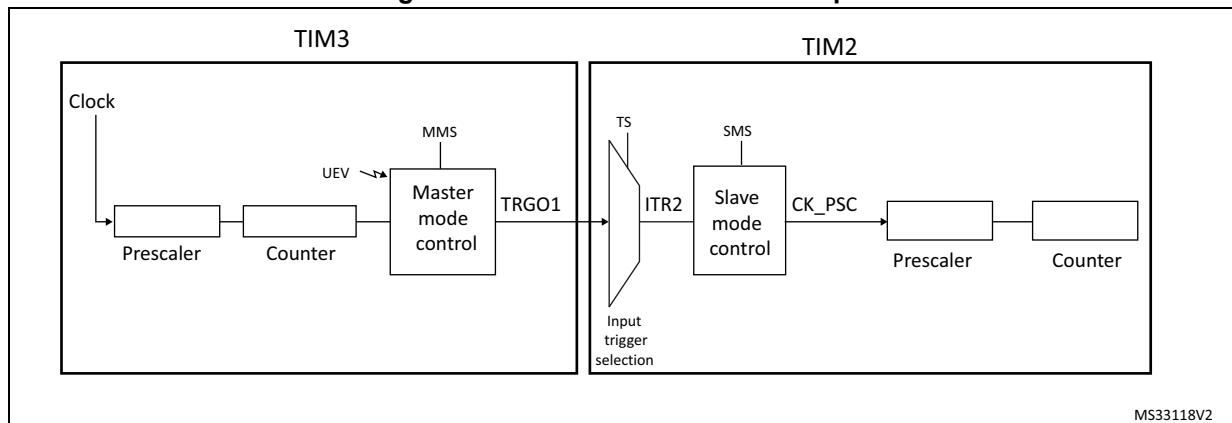 TIM3
TIM2
Clock
MMS
UEV
Master
mode
control
TRGO1
Prescaler
Counter
TS
SMS
ITR2
Slave
mode
control
CK_PSC
Prescaler
Counter
Input
trigger
selection
MS33118V2